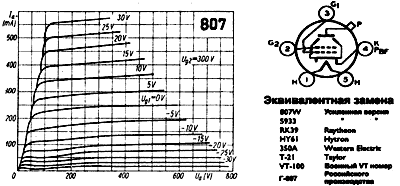 Iₐ (mA)
807
30V
25V
20V
15V
10V
5V
Ug₂=300V
Ug₁=0V
-5V
-10V
-15V
-20V
-25V
-30V
500
400
300
200
100
0
200
400
600
Uₐ(V)
800
G₁
3
P
G₂
2
4
K
P_BF
H
1
5
H
Эквивалентная замена
807W Усиленная версия
5933 "
RK39 Raytheon
HY61 Hytron
350A Western Electric
T-21 Taylor
VT-100 Военный VT номер
Г-807 Российского производства